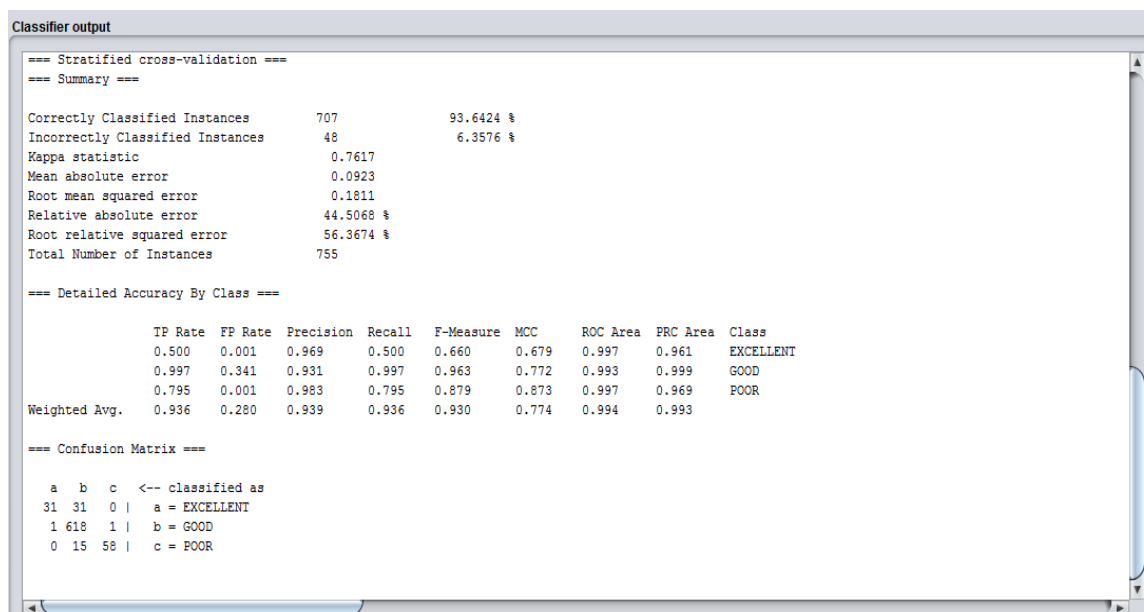 Classifier output
=== Stratified cross-validation ===
=== Summary ===
Correctly Classified Instances 707 93.6424 %
Incorrectly Classified Instances 48 6.3576 %
Kappa statistic 0.7617
Mean absolute error 0.0923
Root mean squared error 0.1811
Relative absolute error 44.5068 %
Root relative squared error 56.3674 %
Total Number of Instances 755
=== Detailed Accuracy By Class ===
TP Rate FP Rate Precision Recall F-Measure MCC ROC Area PRC Area Class
0.500 0.001 0.969 0.500 0.660 0.679 0.997 0.961 EXCELLENT
0.997 0.341 0.931 0.997 0.963 0.772 0.993 0.999 GOOD
0.795 0.001 0.983 0.795 0.879 0.873 0.997 0.969 POOR
Weighted Avg. 0.936 0.280 0.939 0.936 0.930 0.774 0.994 0.993
=== Confusion Matrix ===
a b c <-- classified as
31 31 0 | a = EXCELLENT
1 618 1 | b = GOOD
0 15 58 | c = POOR